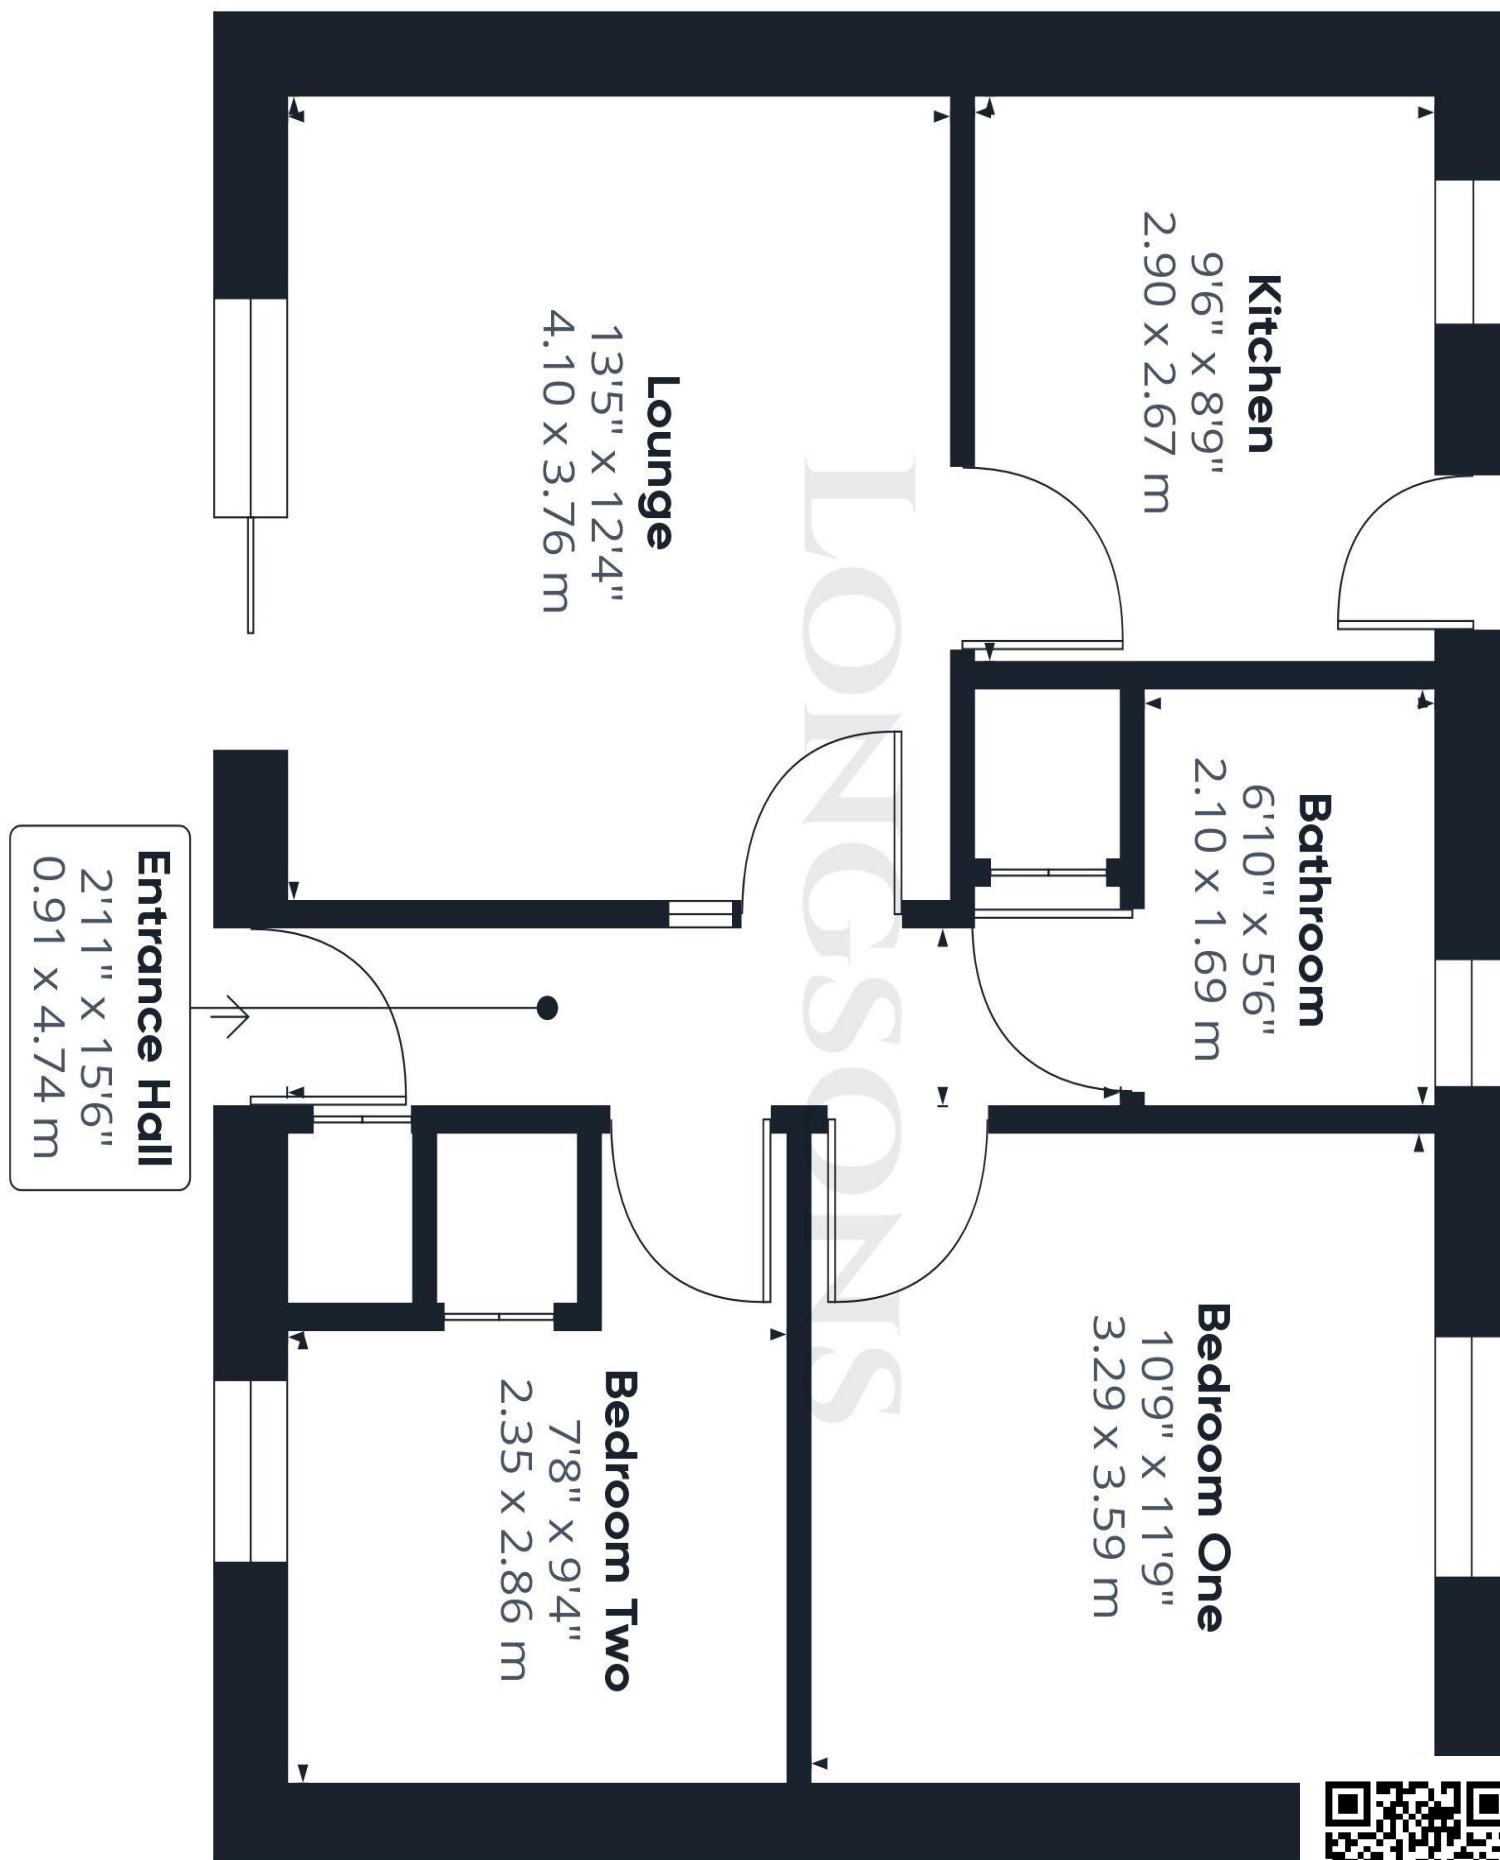 Kitchen
9'6" x 8'9"
2.90 x 2.67 m
Bathroom
6'10" x 5'6"
2.10 x 1.69 m
Bedroom One
10'9" x 11'9"
3.29 x 3.59 m
LONGSONS
Lounge
13'5" x 12'4"
4.10 x 3.76 m
Bedroom Two
7'8" x 9'4"
2.35 x 2.86 m
Entrance Hall
2'11" x 15'6"
0.91 x 4.74 m